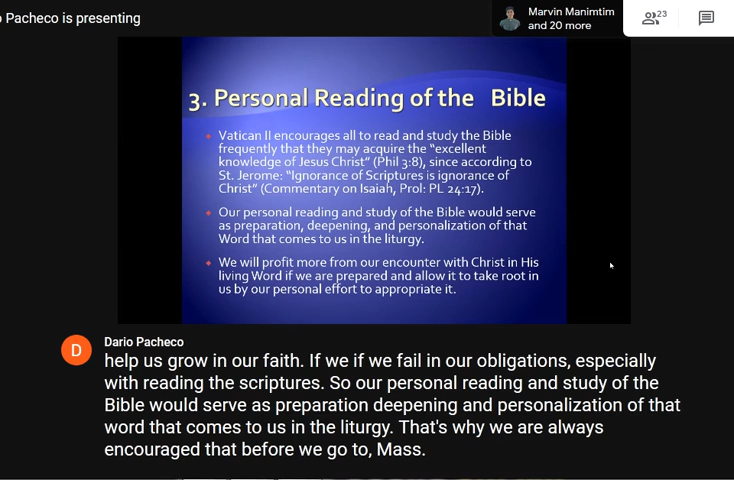 Pacheco is presenting
Marvin Manimtim
and 20 more
23
3. Personal Reading of the Bible
Vatican II encourages all to read and study the Bible
frequently that they may acquire the “excellent
knowledge of Jesus Christ” (Phil 3:8), since according to
St. Jerome: “Ignorance of Scriptures is ignorance of
Christ” (Commentary on Isaiah, Prol: PL 24:17).
Our personal reading and study of the Bible would serve
as preparation, deepening, and personalization of that
Word that comes to us in the liturgy.
We will profit more from our encounter with Christ in His
living Word if we are prepared and allow it to take root in
us by our personal effort to appropriate it.
D
Dario Pacheco
help us grow in our faith. If we if we fail in our obligations, especially
with reading the scriptures. So our personal reading and study of the
Bible would serve as preparation deepening and personalization of that
word that comes to us in the liturgy. That's why we are always
encouraged that before we go to, Mass.